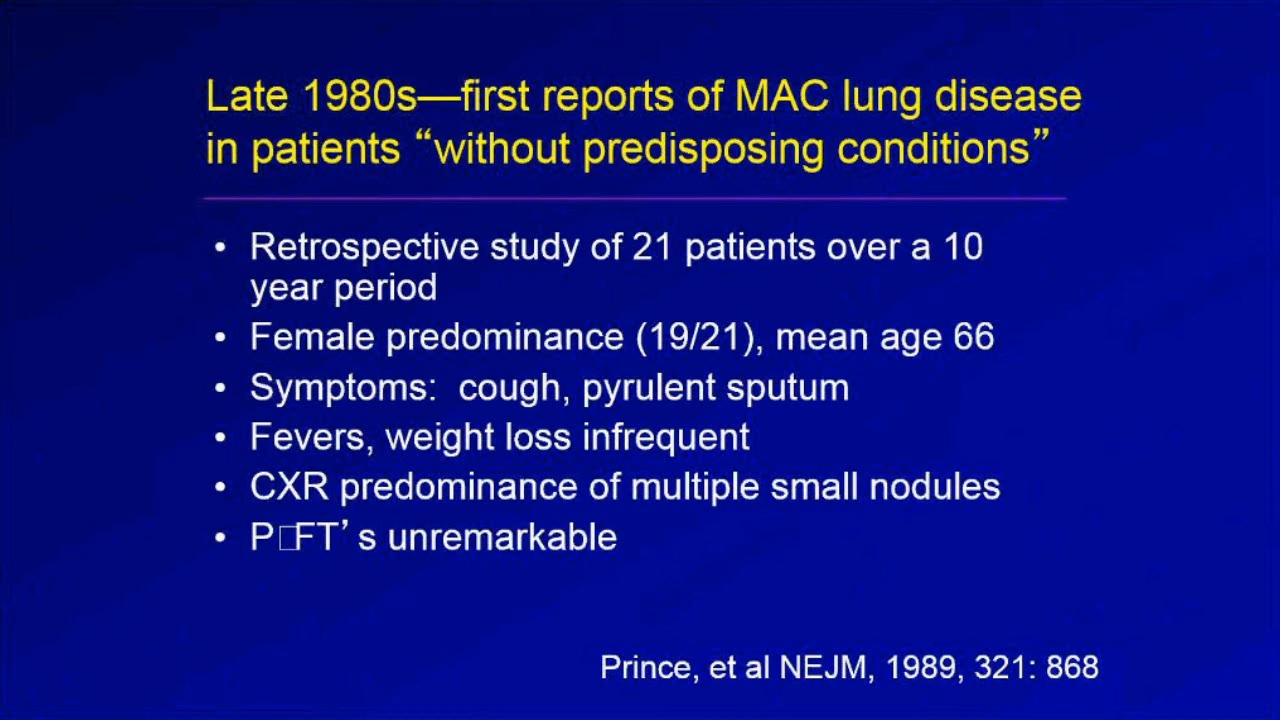 Late 1980s—first reports of MAC lung disease
in patients “without predisposing conditions”
• Retrospective study of 21 patients over a 10
year period
• Female predominance (19/21), mean age 66
• Symptoms:  cough, pyrulent sputum
• Fevers, weight loss infrequent
• CXR predominance of multiple small nodules
• P□FT’s unremarkable
Prince, et al NEJM, 1989, 321: 868